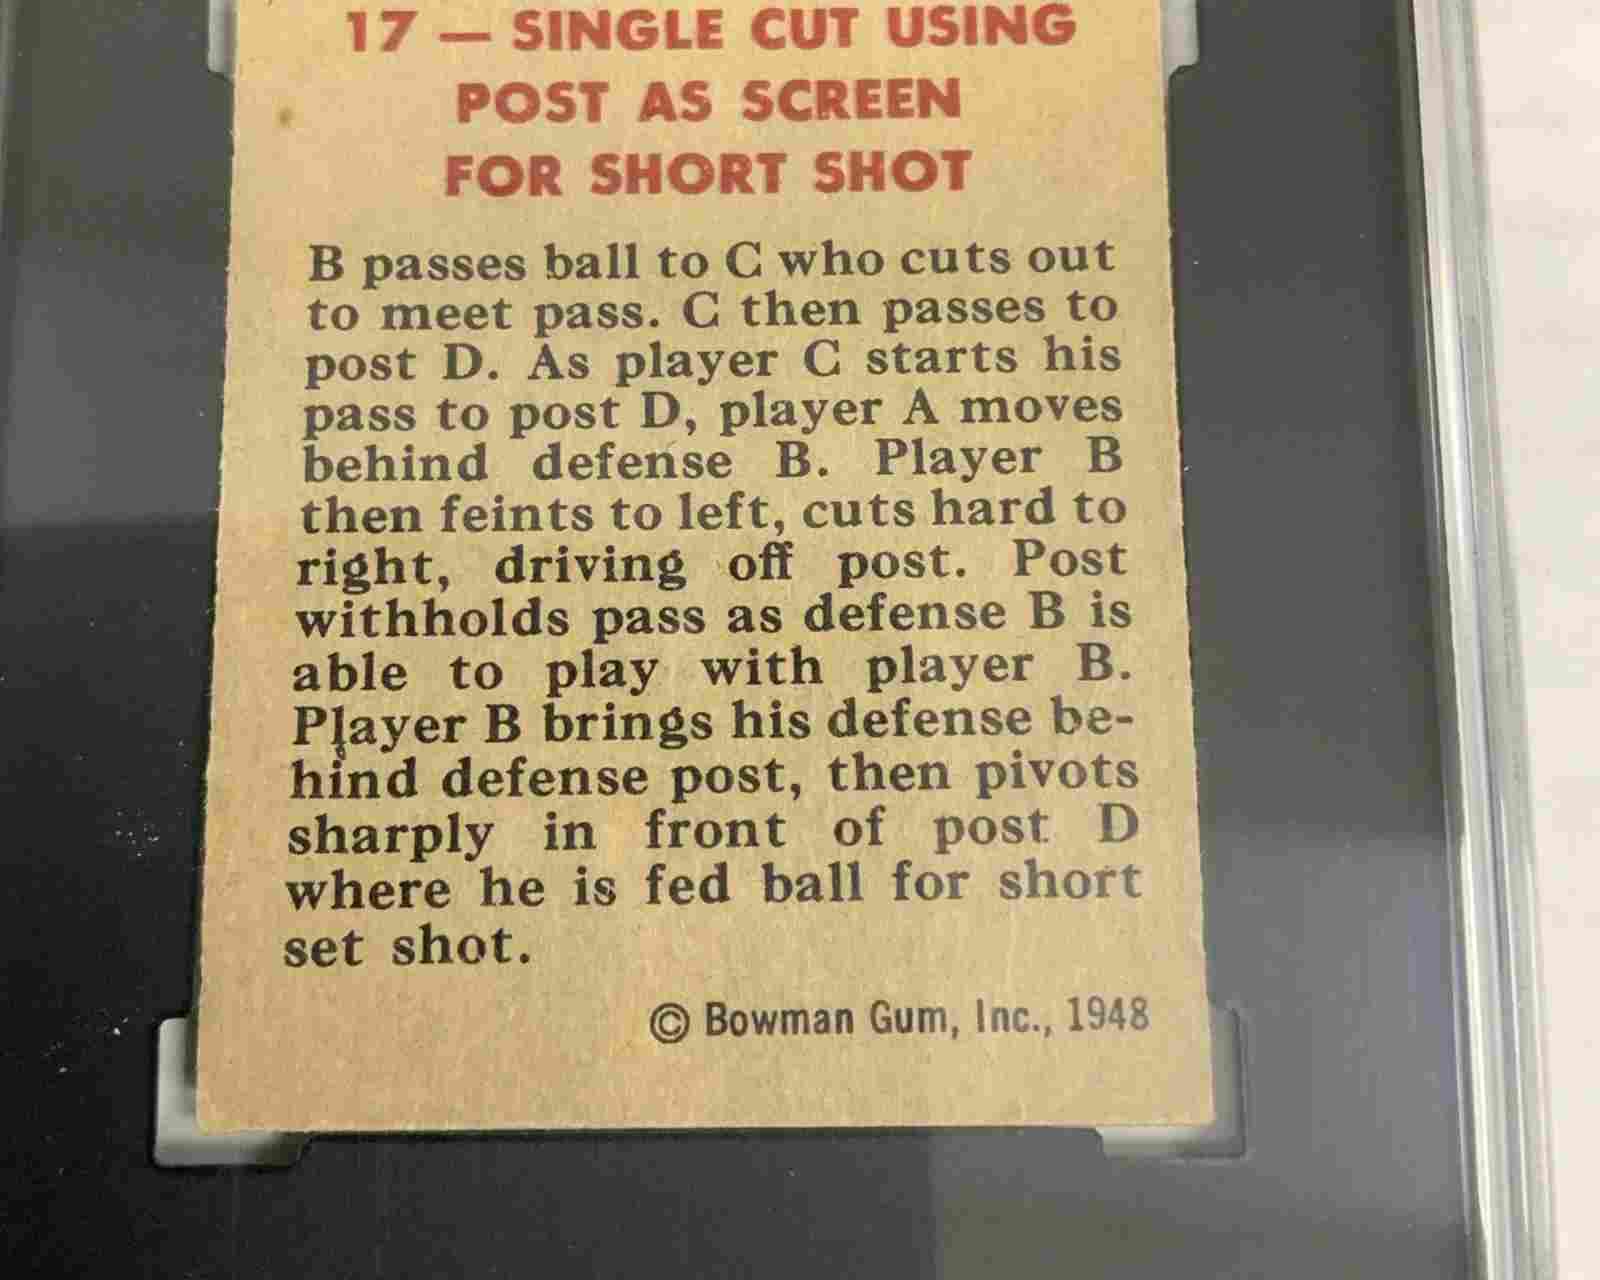 17 — SINGLE CUT USING
POST AS SCREEN
FOR SHORT SHOT
B passes ball to C who cuts out
to meet pass. C then passes to
post D. As player C starts his
pass to post D, player A moves
behind defense B. Player B
then feints to left, cuts hard to
right, driving off post. Post
withholds pass as defense B is
able to play with player B.
Player B brings his defense be-
hind defense post, then pivots
sharply in front of post D
where he is fed ball for short
set shot.
© Bowman Gum, Inc., 1948